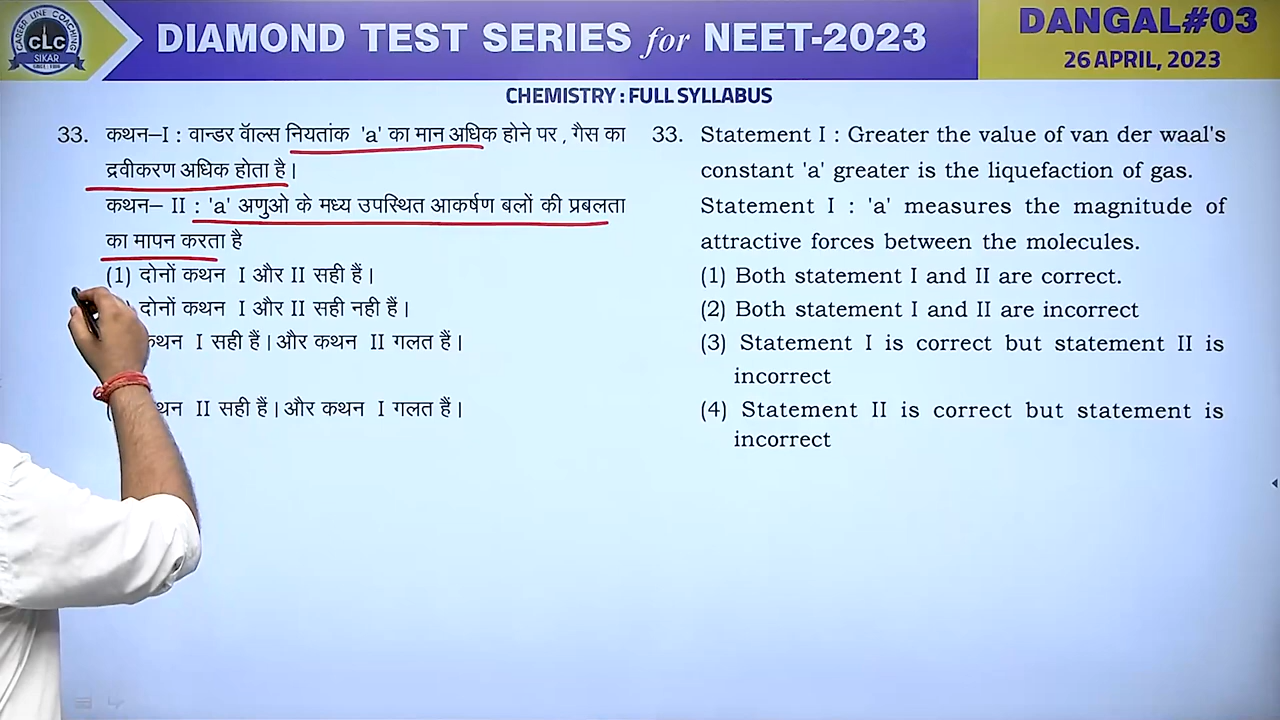 CAREER LINE COACHING
CLC
SIKAR
DIAMOND TEST SERIES for NEET-2023
DANGAL#03
26 APRIL, 2023
CHEMISTRY : FULL SYLLABUS
33. कथन–I : वान्डर वॅाल्स नियतांक 'a' का मान अधिक होने पर , गैस का
द्रवीकरण अधिक होता है।
कथन– II : 'a' अणुओ के मध्य उपस्थित आकर्षण बलों की प्रबलता
का मापन करता है
(1) दोनों कथन I और II सही हैं।
दोनों कथन I और II सही नही हैं।
I सही हैं। और कथन II गलत हैं।
II सही हैं। और कथन I गलत हैं।
33. Statement I : Greater the value of van der waal's
constant 'a' greater is the liquefaction of gas.
Statement I : 'a' measures the magnitude of
attractive forces between the molecules.
(1) Both statement I and II are correct.
(2) Both statement I and II are incorrect
(3) Statement I is correct but statement II is
incorrect
(4) Statement II is correct but statement is
incorrect